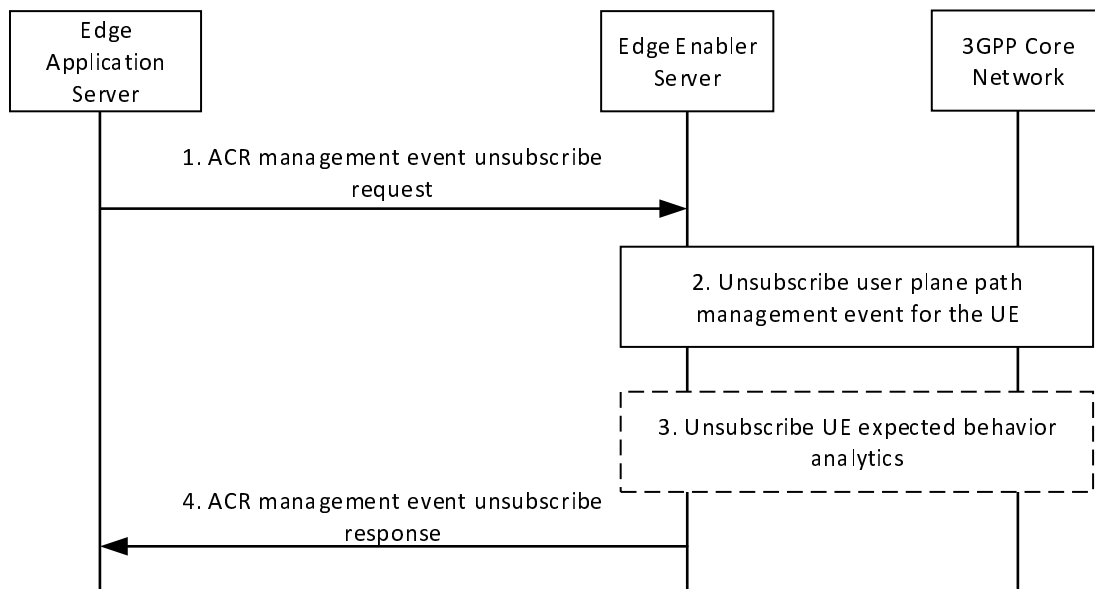 Edge
Application
Server
Edge Enabler
Server
3GPP Core
Network
1. ACR management event unsubscribe
request
2. Unsubscribe user plane path
management event for the UE
3. Unsubscribe UE expected behavior
analytics
4. ACR management event unsubscribe
response